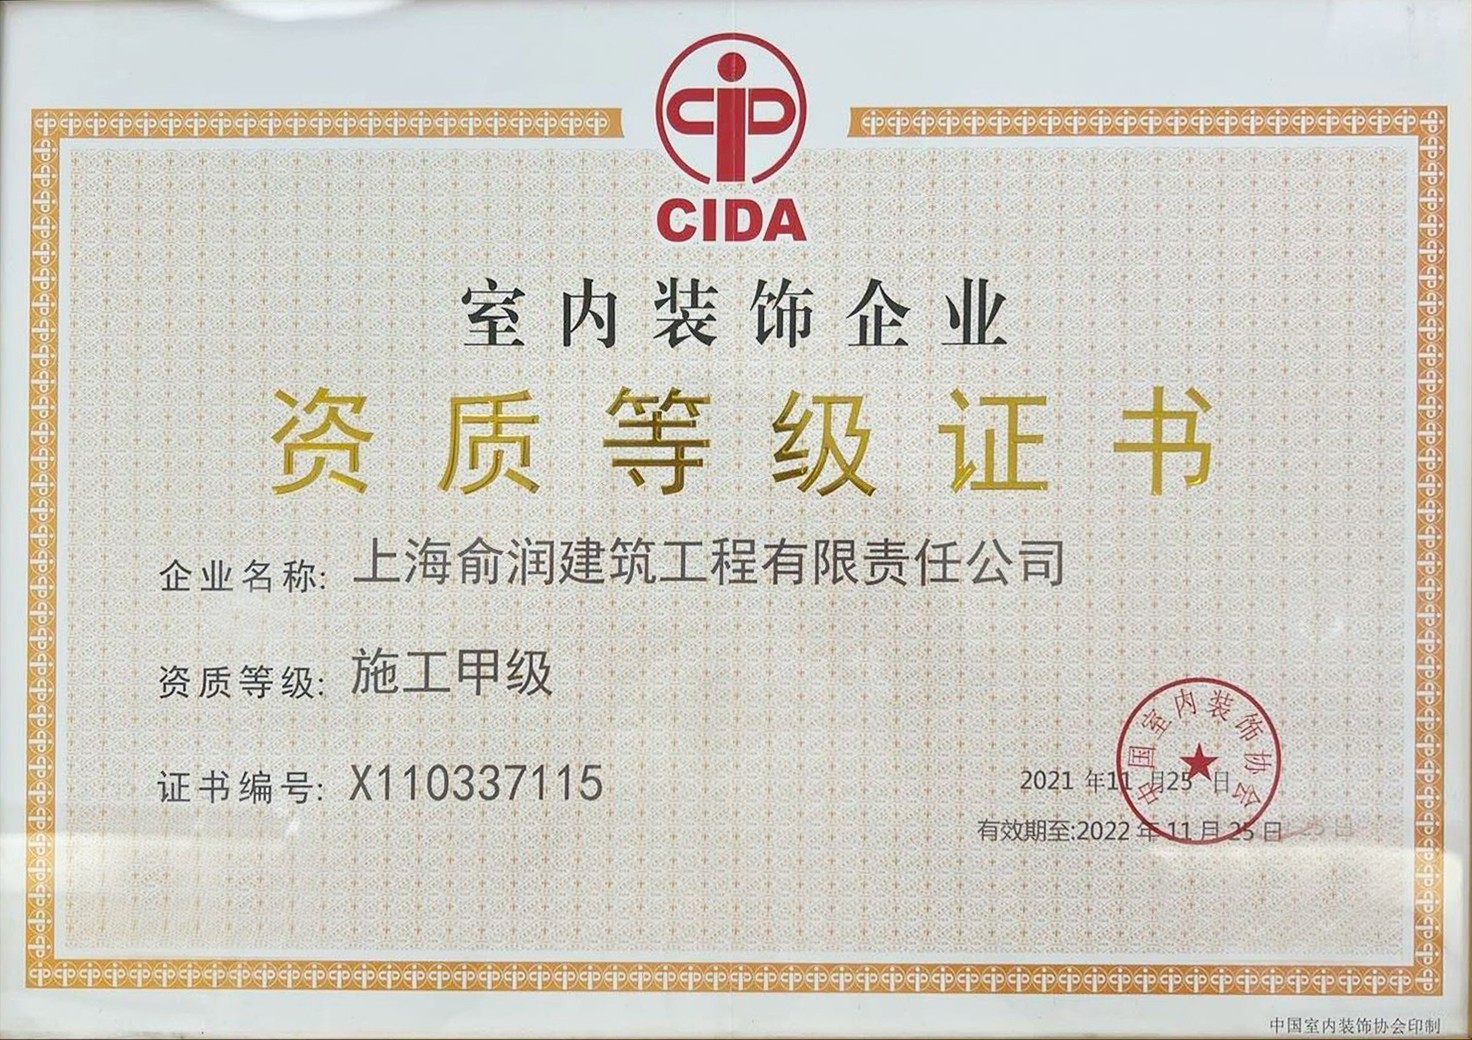 CIDA
室内装饰企业
资质等级证书
企业名称: 上海俞润建筑工程有限责任公司
资质等级: 施工甲级
证书编号: X110337115
中国室内装饰协会
2021 年11 月25 日
有效期至:2022 年 11 月 25 日
中国室内装饰协会印制